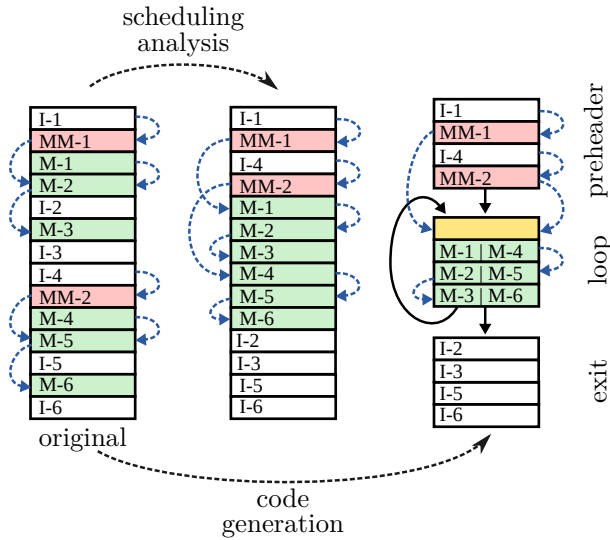 scheduling
analysis
I-1
MM-1
M-1
M-2
I-2
M-3
I-3
I-4
MM-2
M-4
M-5
I-5
M-6
I-6
original
I-1
MM-1
I-4
MM-2
M-1
M-2
M-3
M-4
M-5
M-6
I-2
I-3
I-5
I-6
I-1
MM-1
I-4
MM-2
preheader
M-1 | M-4
M-2 | M-5
M-3 | M-6
loop
I-2
I-3
I-5
I-6
exit
code
generation